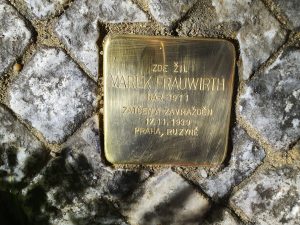 ZDE ŽIL
MAREK FRAUWIRTH
NAR. 1911
ZATČEN A ZAVRAŽDĚN
17.11.1939
PRAHA, RUZYNĚ